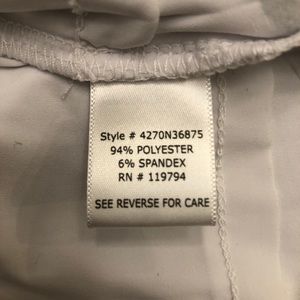 Style # 4270N36875
94% POLYESTER
6% SPANDEX
RN # 119794
SEE REVERSE FOR CARE